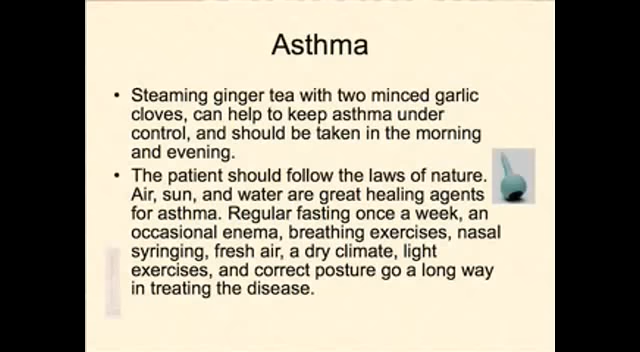 Asthma
• Steaming ginger tea with two minced garlic
cloves, can help to keep asthma under
control, and should be taken in the morning
and evening.
• The patient should follow the laws of nature.
Air, sun, and water are great healing agents
for asthma. Regular fasting once a week, an
occasional enema, breathing exercises, nasal
syringing, fresh air, a dry climate, light
exercises, and correct posture go a long way
in treating the disease.